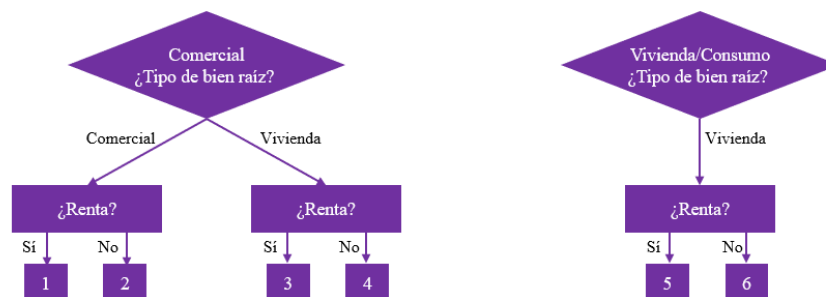 Comercial
¿Tipo de bien raíz?
Vivienda/Consumo
¿Tipo de bien raíz?
Comercial
Vivienda
Vivienda
¿Renta?
¿Renta?
¿Renta?
Sí
No
Sí
No
Sí
No
1
2
3
4
5
6